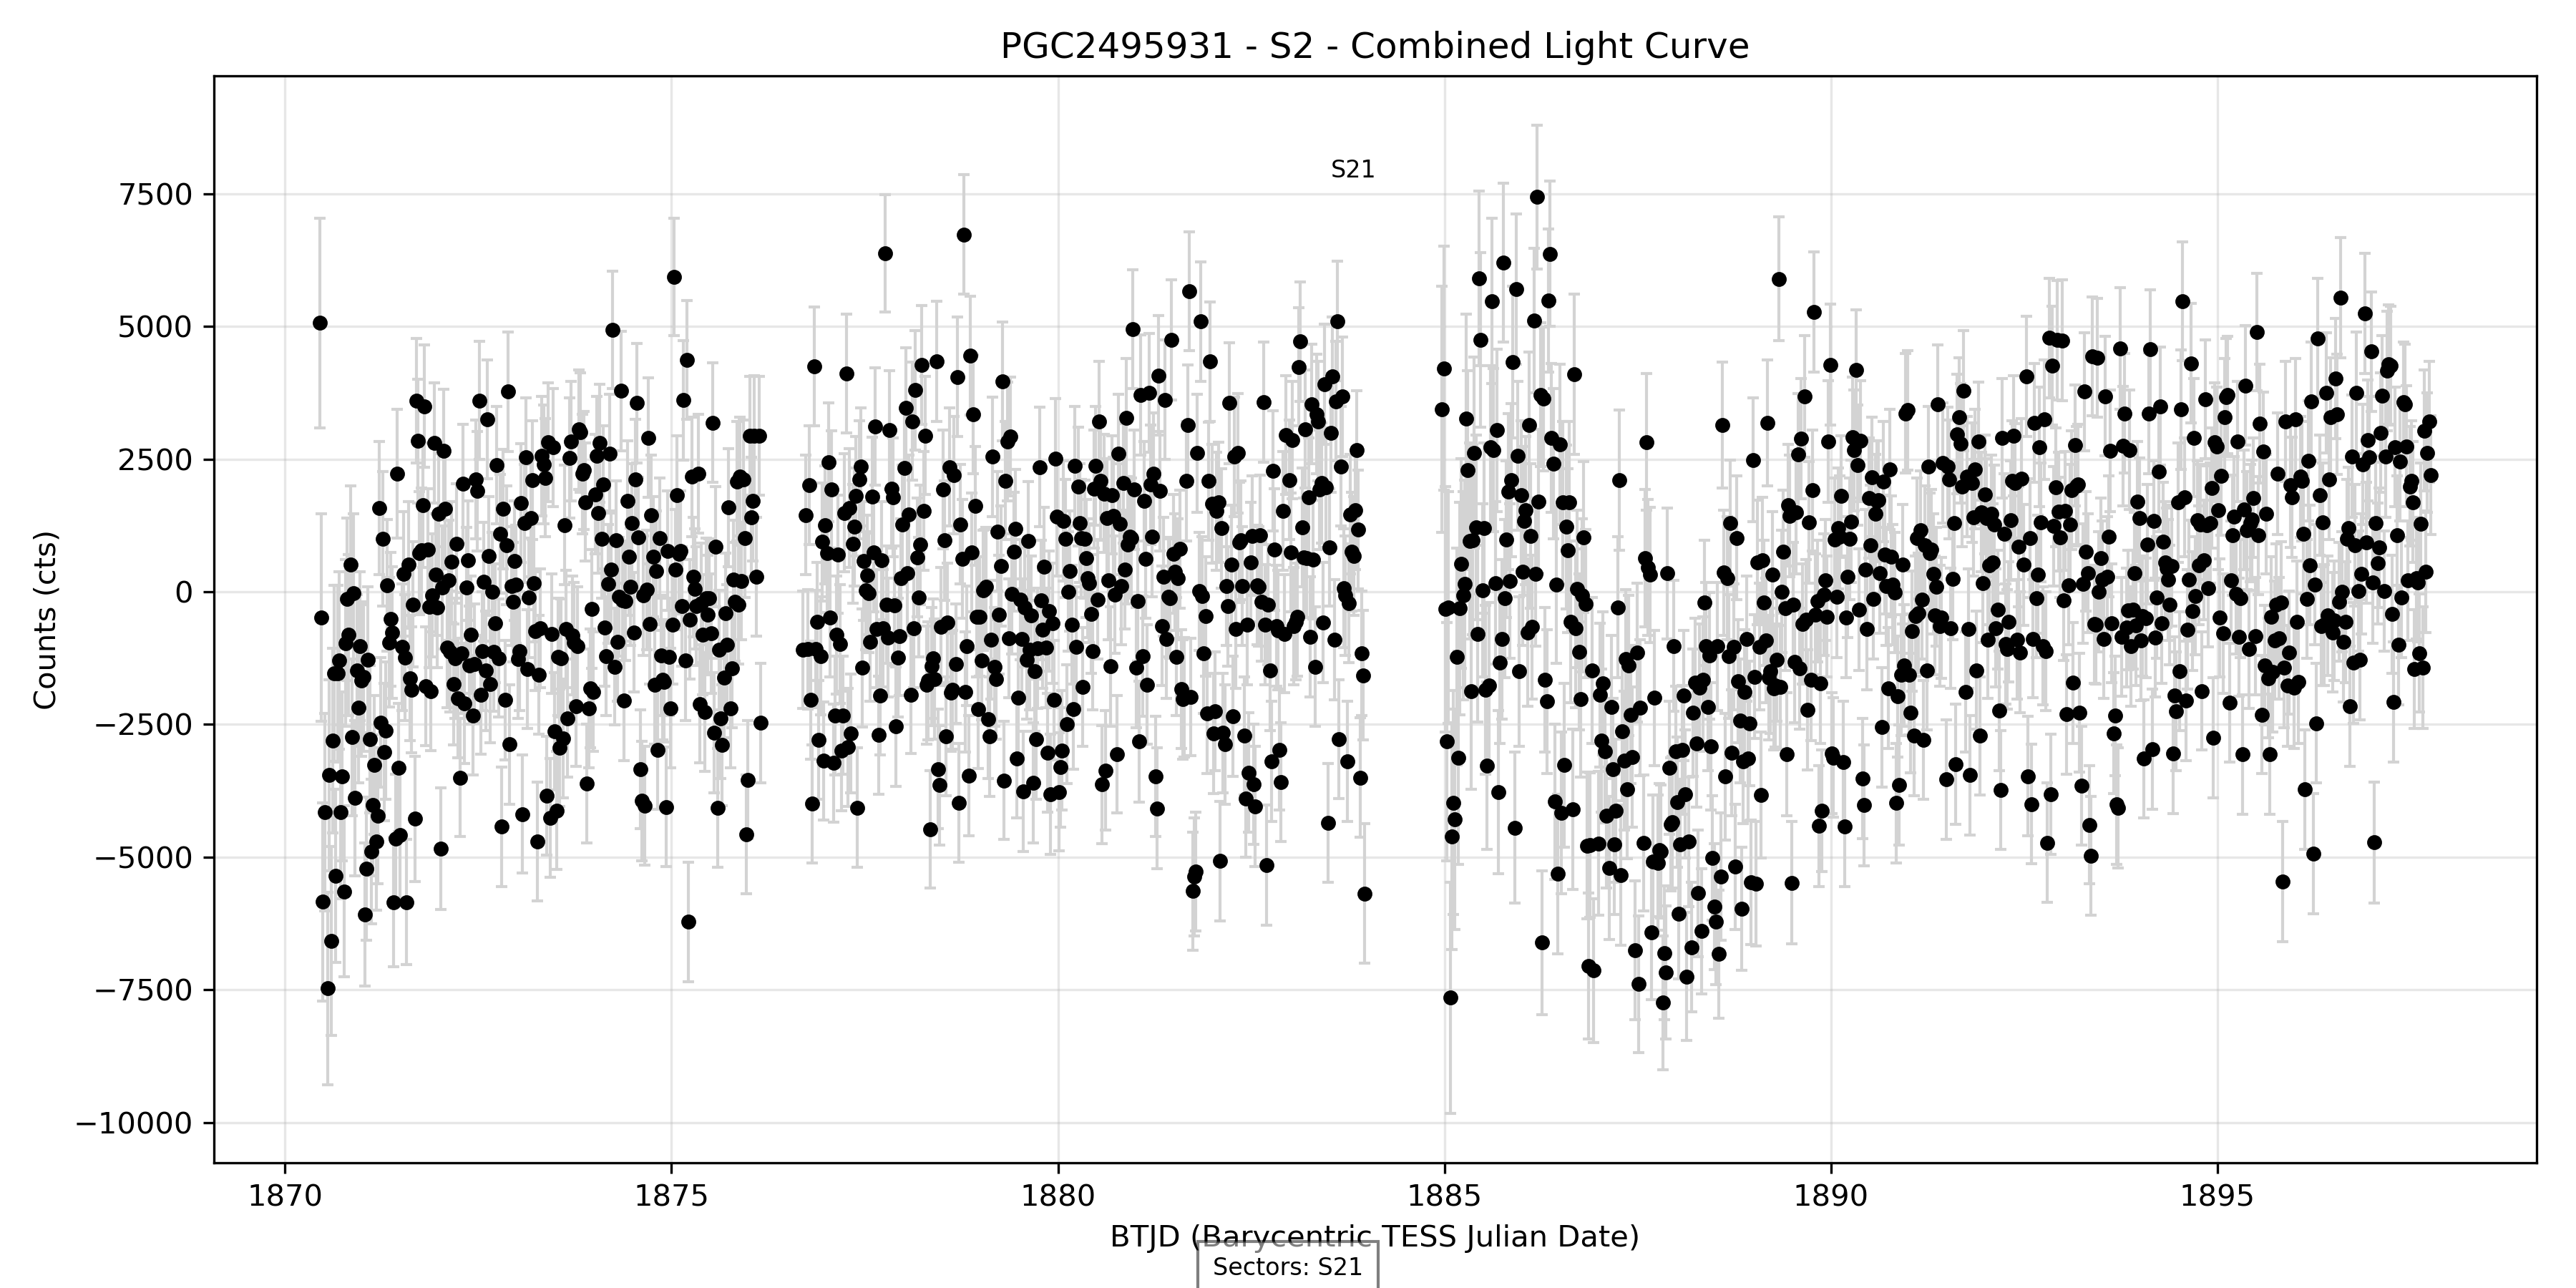 PGC2495931 - S2 - Combined Light Curve
S21
7500
5000
2500
0
−2500
−5000
−7500
−10000
Counts (cts)
1870 1875 1880 1885 1890 1895
BTJD (Barycentric TESS Julian Date)
Sectors: S21